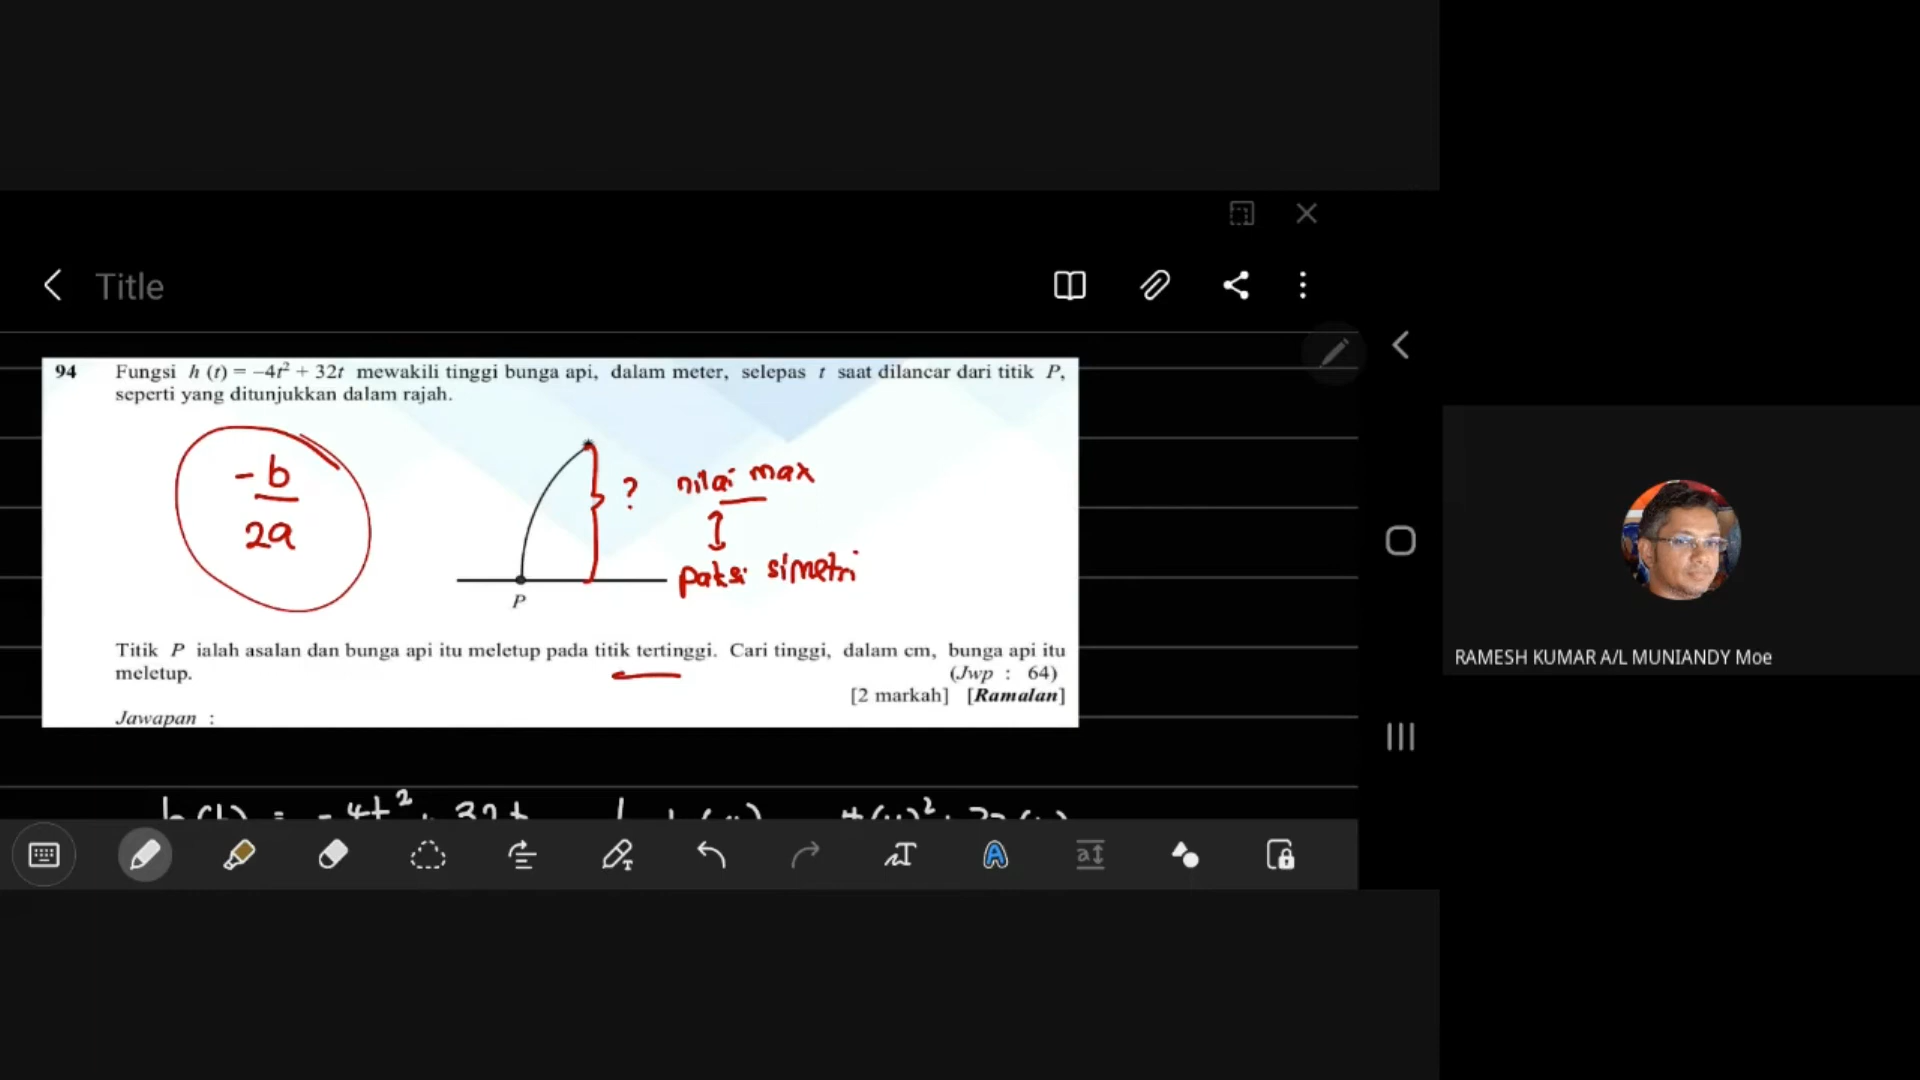 Title
94 Fungsi h (t) = −4t² + 32t mewakili tinggi bunga api, dalam meter, selepas t saat dilancar dari titik P,
seperti yang ditunjukkan dalam rajah.
-b
2a
? nilai max
paksi simetri
P
Titik P ialah asalan dan bunga api itu meletup pada titik tertinggi. Cari tinggi, dalam cm, bunga api itu
meletup. (Jwp : 64)
[2 markah] [Ramalan]
Jawapan :
RAMESH KUMAR A/L MUNIANDY Moe